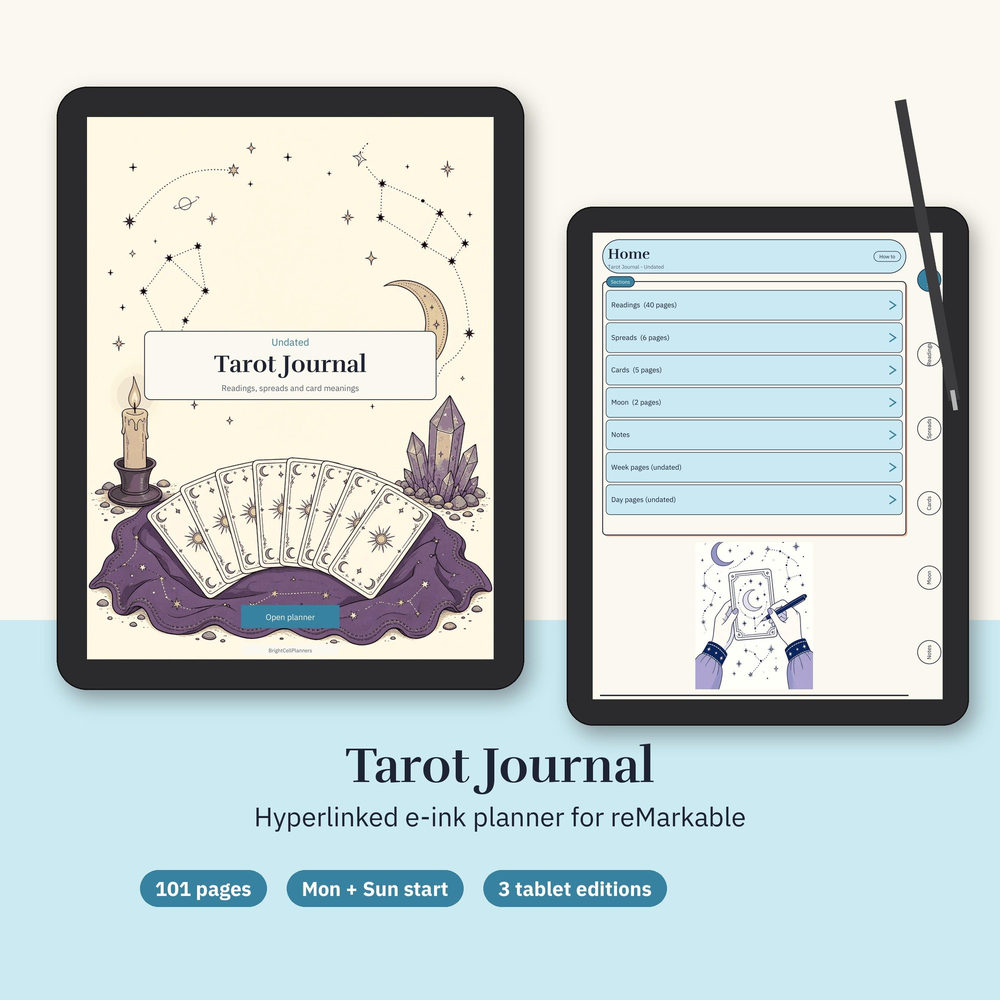 Undated
Tarot Journal
Readings, spreads and card meanings
Open planner
BrightCellPlanners
Home
Tarot Journal - Undated
How to
Sections
Readings (40 pages)
Spreads (6 pages)
Cards (5 pages)
Moon (2 pages)
Notes
Week pages (undated)
Day pages (undated)
Readings
Spreads
Cards
Moon
Notes
Tarot Journal
Hyperlinked e-ink planner for reMarkable
101 pages
Mon + Sun start
3 tablet editions